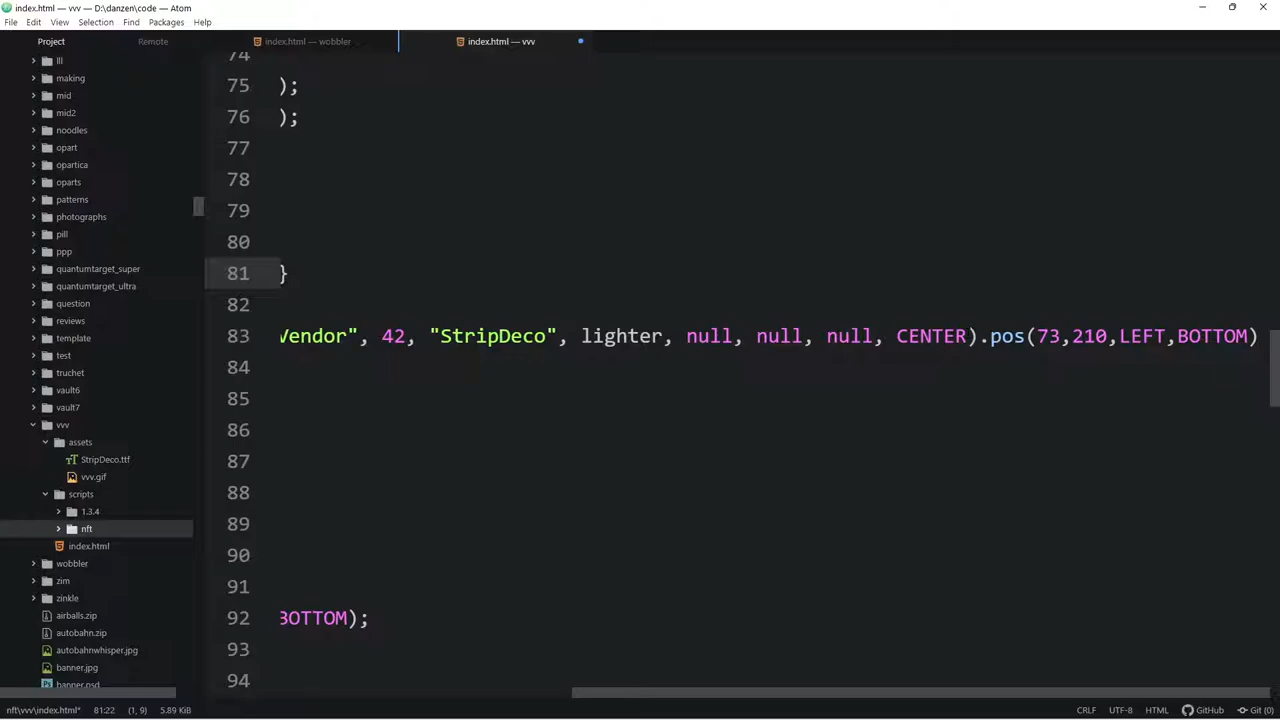 index.html — vvv — D:\danzen\code — Atom
File Edit View Selection Find Packages Help
Project Remote
index.html — wobbler
index.html — vvv
lll
making
mid
mid2
noodles
opart
opartica
oparts
patterns
photographs
pill
ppp
quantumtarget_super
quantumtarget_ultra
question
reviews
template
test
truchet
vault6
vault7
vvv
assets
StripDeco.ttf
vvv.gif
scripts
1.3.4
nft
index.html
wobbler
zim
zinkle
airballs.zip
autobahn.zip
autobahnwhisper.jpg
banner.jpg
banner.psd
74
75 );
76 );
77
78
79
80
81 }
82
83 Vendor", 42, "StripDeco", lighter, null, null, null, CENTER).pos(73,210,LEFT,BOTTOM)
84
85
86
87
88
89
90
91
92 BOTTOM);
93
94
nft\vvv\index.html* 81:22 (1, 9) 5.89 KiB CRLF UTF-8 HTML GitHub Git (0)